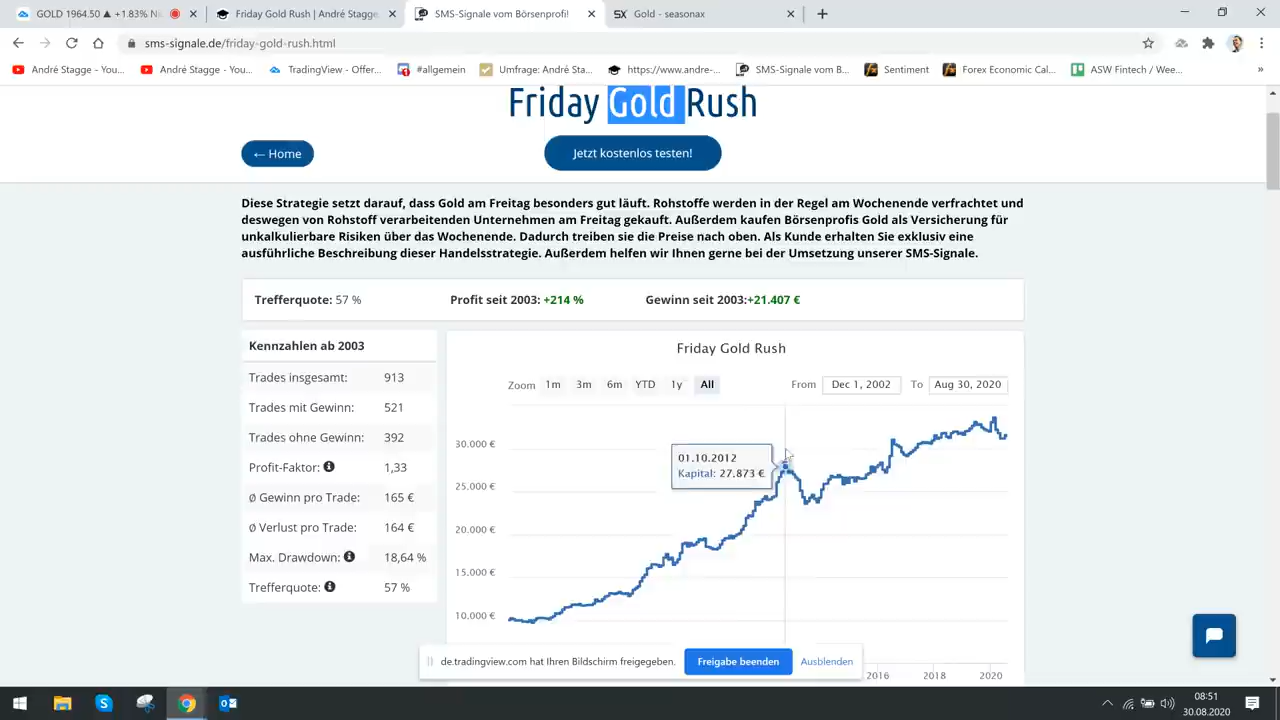 GOLD 1964.50 ▲ +1.83% Ni
Friday Gold Rush | André Stagge
SMS-Signale vom Börsenprofi!
Gold - seasonax
sms-signale.de/friday-gold-rush.html
André Stagge - You...
André Stagge - You...
TradingView - Offer...
#allgemein
Umfrage: André Sta...
https://www.andre-...
SMS-Signale vom B...
Sentiment
Forex Economic Cal...
ASW Fintech / Wee...
»
Friday Gold Rush
← Home
Jetzt kostenlos testen!
Diese Strategie setzt darauf, dass Gold am Freitag besonders gut läuft. Rohstoffe werden in der Regel am Wochenende verfrachtet und
deswegen von Rohstoff verarbeitenden Unternehmen am Freitag gekauft. Außerdem kaufen Börsenprofis Gold als Versicherung für
unkalkulierbare Risiken über das Wochenende. Dadurch treiben sie die Preise nach oben. Als Kunde erhalten Sie exklusiv eine
ausführliche Beschreibung dieser Handelsstrategie. Außerdem helfen wir Ihnen gerne bei der Umsetzung unserer SMS-Signale.
Trefferquote: 57 %
Profit seit 2003: +214 %
Gewinn seit 2003:+21.407 €
Kennzahlen ab 2003
Trades insgesamt: 913
Trades mit Gewinn: 521
Trades ohne Gewinn: 392
Profit-Faktor: 1,33
Ø Gewinn pro Trade: 165 €
Ø Verlust pro Trade: 164 €
Max. Drawdown: 18,64 %
Trefferquote: 57 %
Friday Gold Rush
Zoom 1m 3m 6m YTD 1y All
From Dec 1, 2002 To Aug 30, 2020
30.000 €
01.10.2012
Kapital: 27.873 €
25.000 €
20.000 €
15.000 €
10.000 €
2016 2018 2020
de.tradingview.com hat Ihren Bildschirm freigegeben.
Freigabe beenden
Ausblenden
08:51
30.08.2020